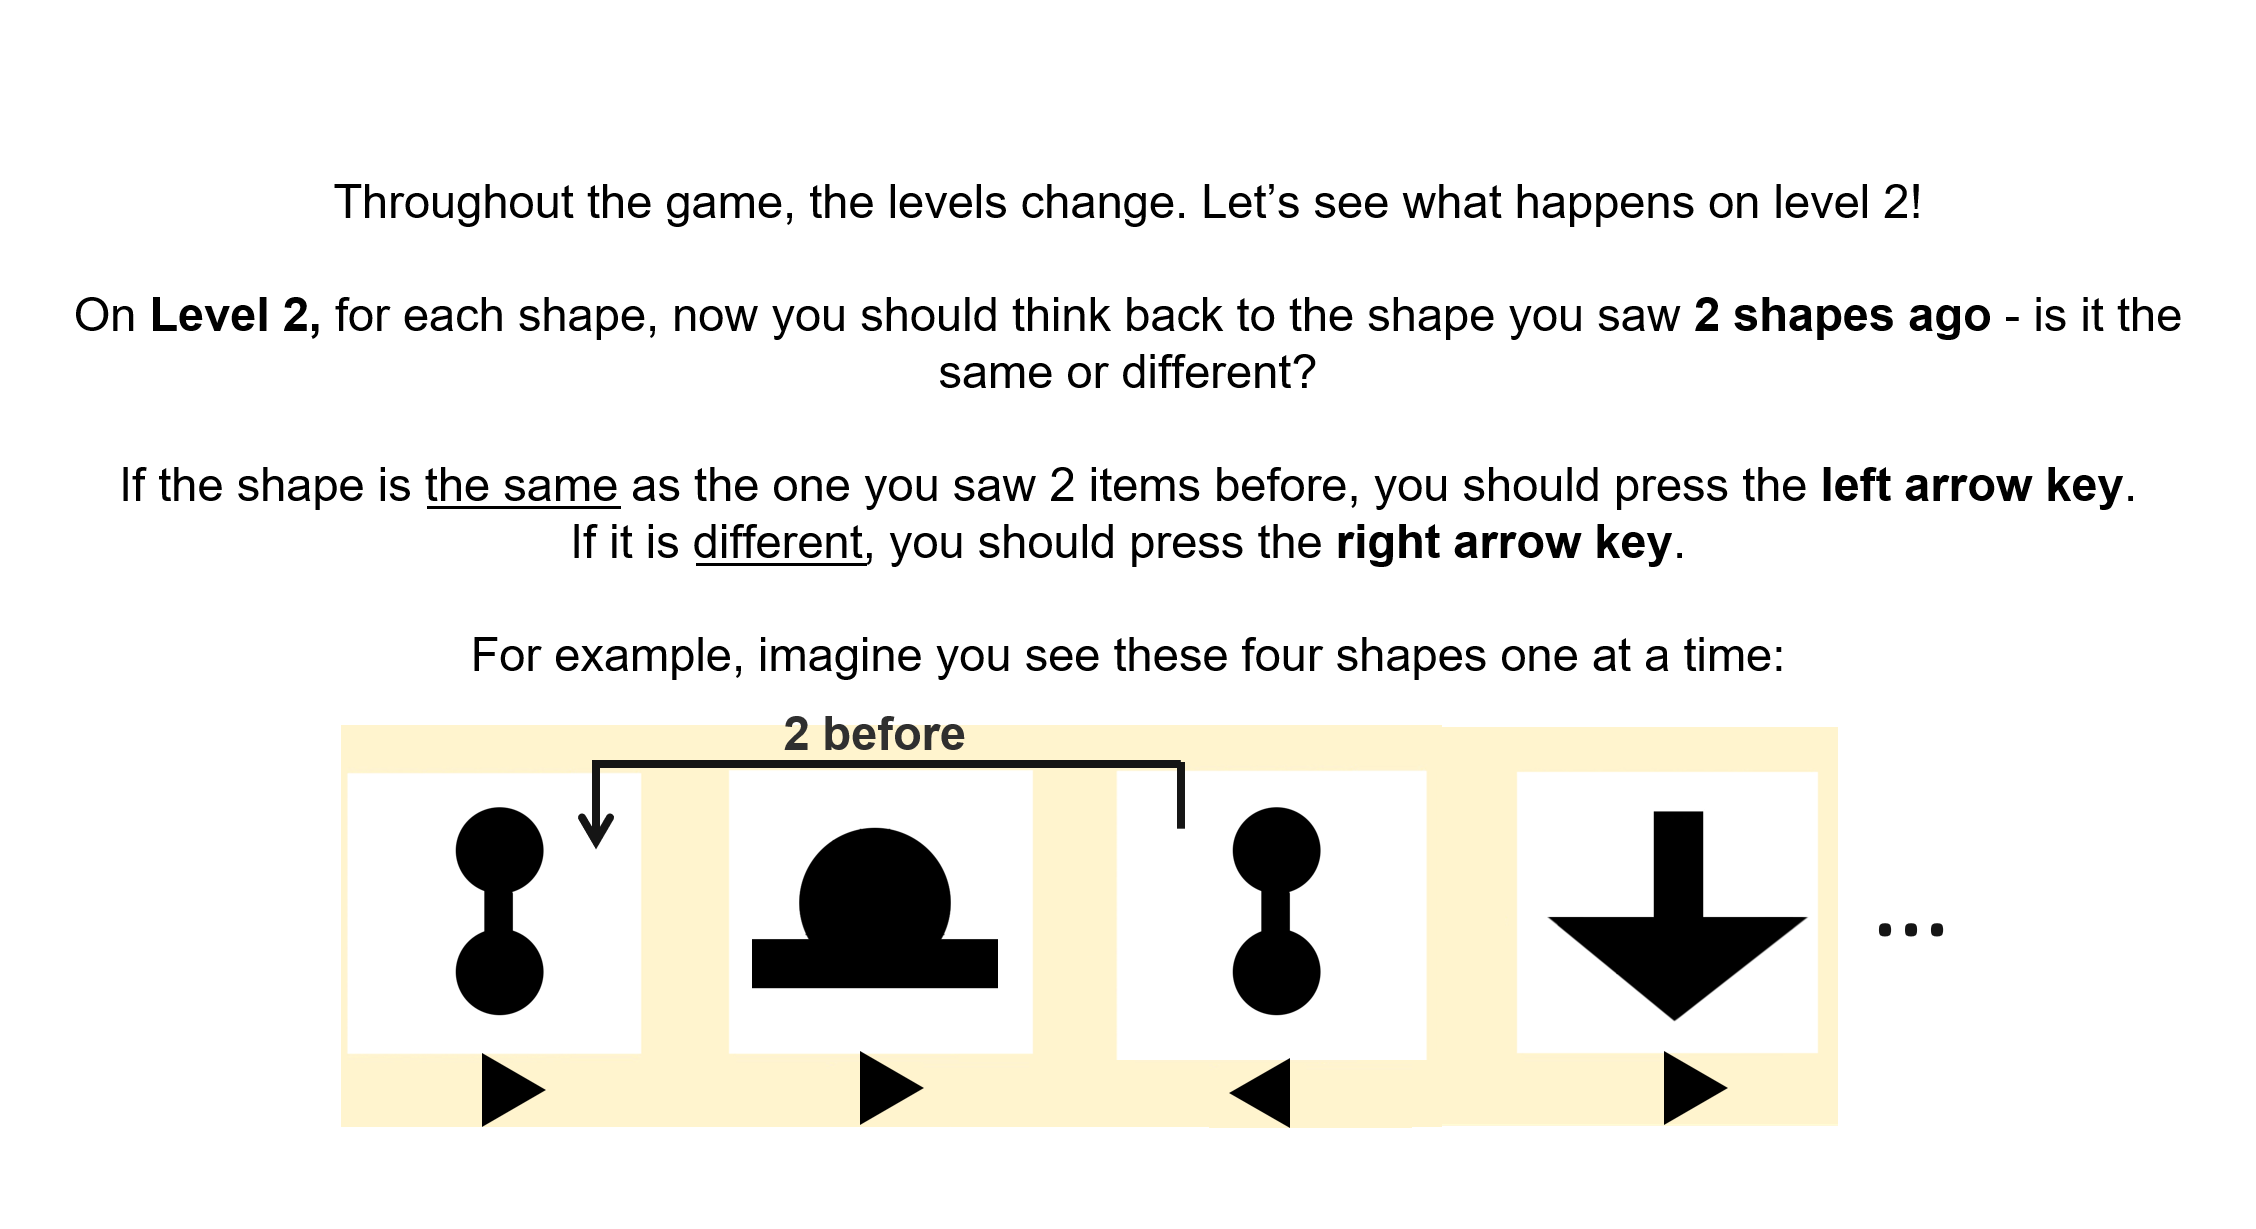 Throughout the game, the levels change. Let’s see what happens on level 2!
On Level 2, for each shape, now you should think back to the shape you saw 2 shapes ago - is it the
same or different?
If the shape is the same as the one you saw 2 items before, you should press the left arrow key.
If it is different, you should press the right arrow key.
For example, imagine you see these four shapes one at a time:
2 before
...